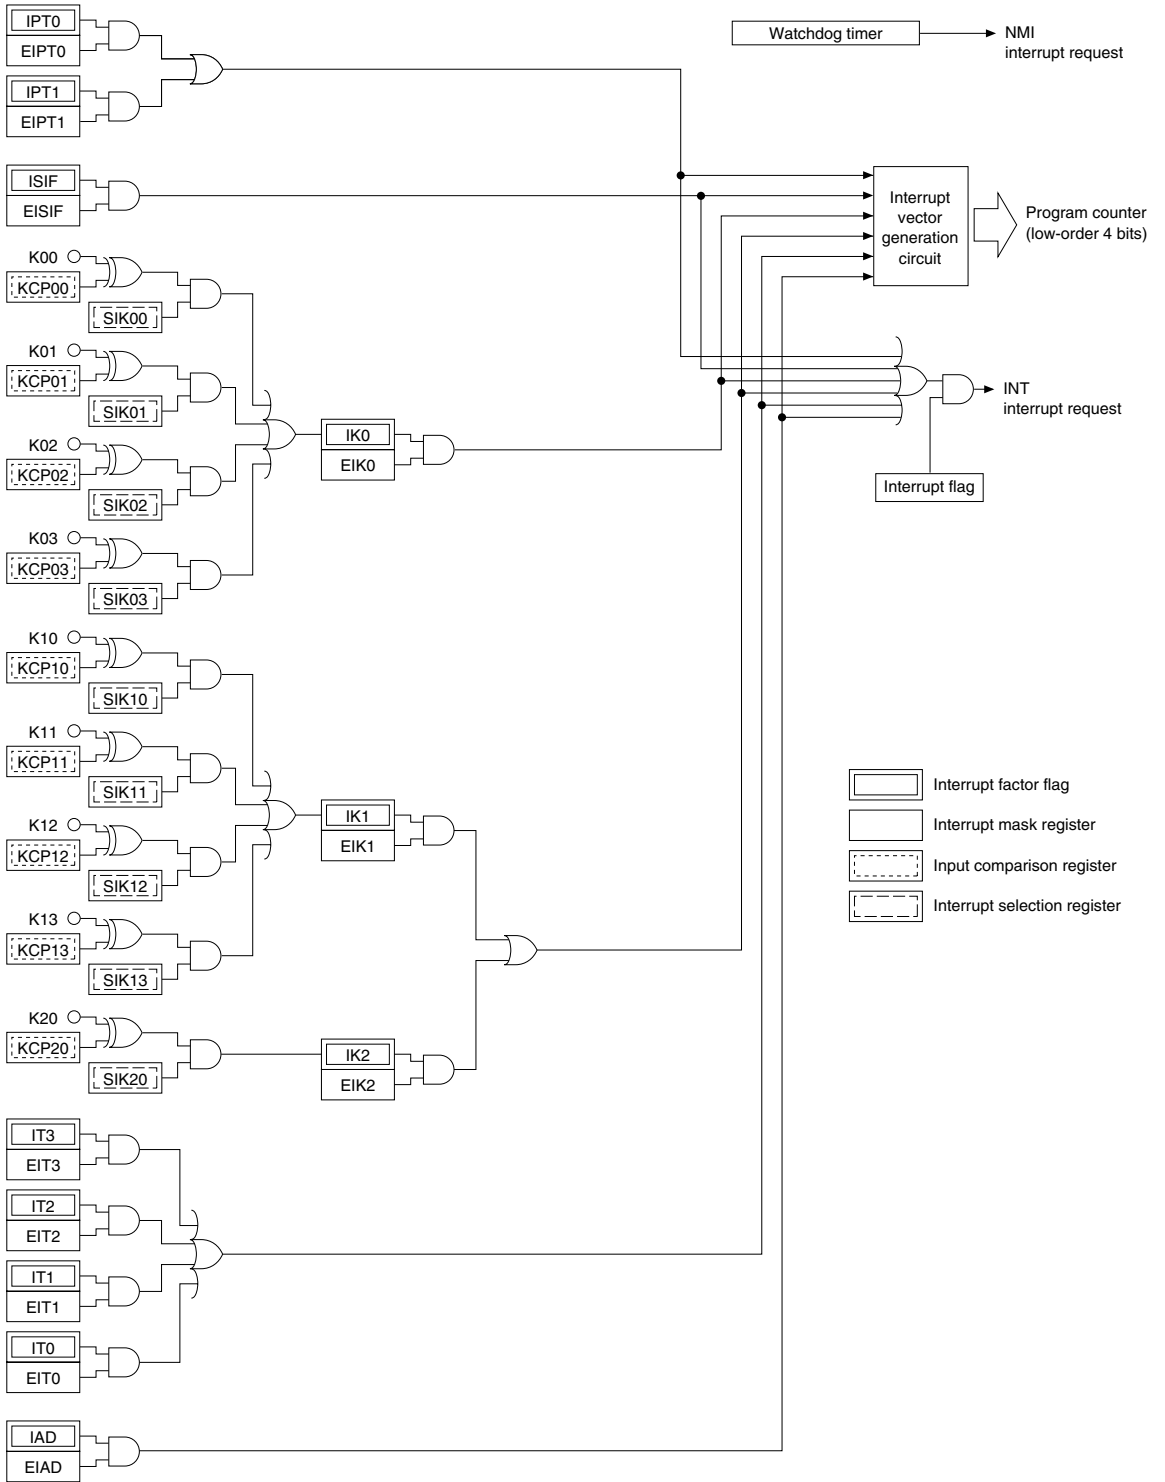 IPT0
EIPT0
IPT1
EIPT1
Watchdog timer
NMI
interrupt request
ISIF
EISIF
Interrupt
vector
generation
circuit
Program counter
(low-order 4 bits)
K00
KCP00
SIK00
K01
KCP01
SIK01
K02
KCP02
SIK02
K03
KCP03
SIK03
IK0
EIK0
INT
interrupt request
Interrupt flag
K10
KCP10
SIK10
K11
KCP11
SIK11
K12
KCP12
SIK12
K13
KCP13
SIK13
IK1
EIK1
K20
KCP20
SIK20
IK2
EIK2
Interrupt factor flag
Interrupt mask register
Input comparison register
Interrupt selection register
IT3
EIT3
IT2
EIT2
IT1
EIT1
IT0
EIT0
IAD
EIAD